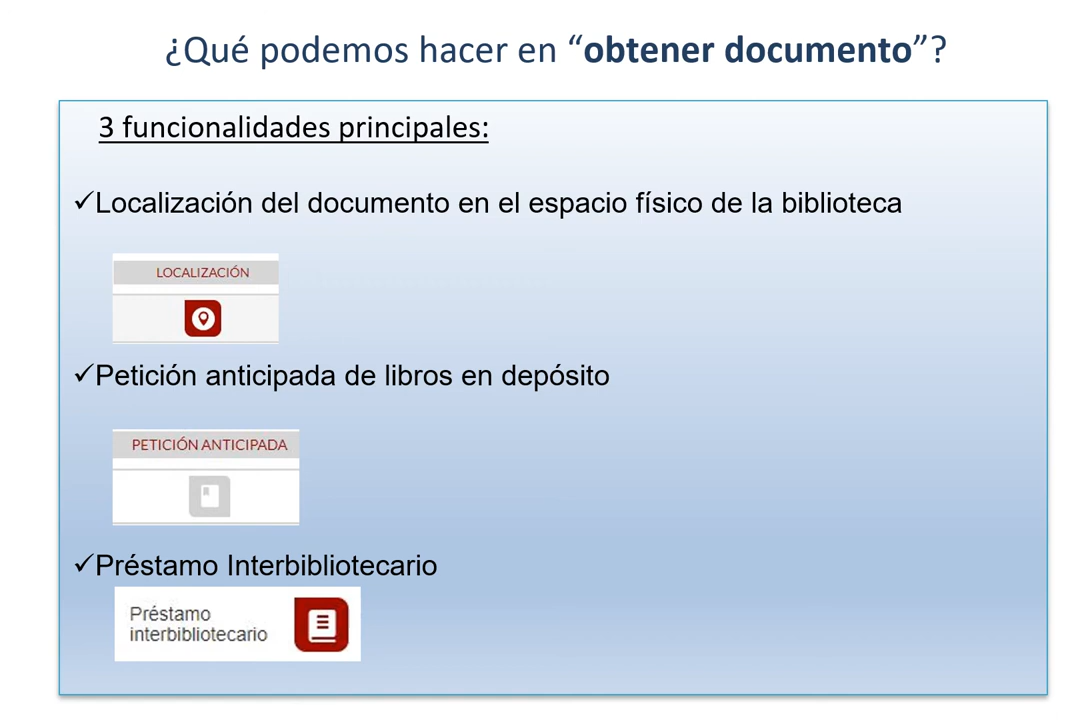 ¿Qué podemos hacer en “obtener documento”?
3 funcionalidades principales:
✓Localización del documento en el espacio físico de la biblioteca
LOCALIZACIÓN
✓Petición anticipada de libros en depósito
PETICIÓN ANTICIPADA
✓Préstamo Interbibliotecario
Préstamo
interbibliotecario